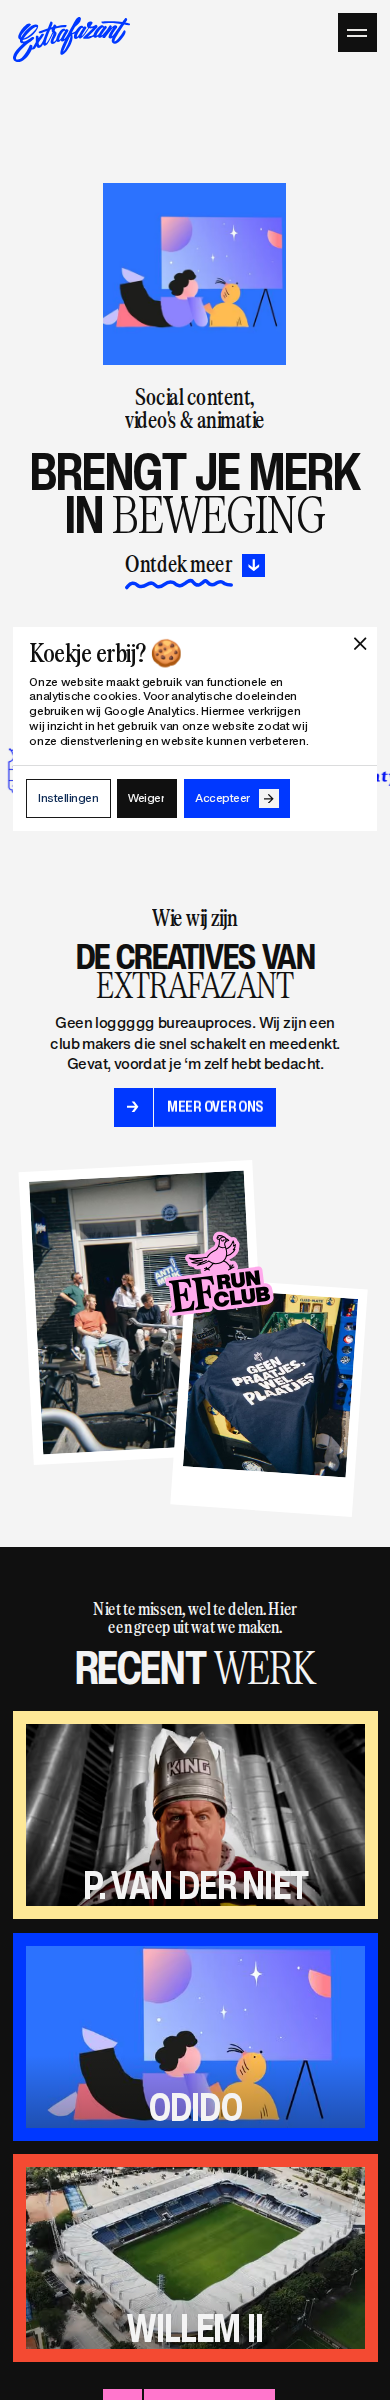 Extrafazant
Social content,
video's & animatie
BRENGT JE MERK
IN BEWEGING
Ontdek meer
Koekje erbij? 🍪
Onze website maakt gebruik van functionele en
analytische cookies. Voor analytische doeleinden
gebruiken wij Google Analytics. Hiermee verkrijgen
wij inzicht in het gebruik van onze website zodat wij
onze dienstverlening en website kunnen verbeteren.
Instellingen
Weiger
Accepteer
Wie wij zijn
DE CREATIVES VAN
EXTRAFAZANT
Geen loggggg bureauproces. Wij zijn een
club makers die snel schakelt en meedenkt.
Gevat, voordat je ‘m zelf hebt bedacht.
MEER OVER ONS
EF RUN
CLUB
GEEN
PRAATJES,
WEL
PLAATJES
Niet te missen, wel te delen. Hier
een greep uit wat we maken.
RECENT WERK
KING
P. VAN DER NIET
ODIDO
WILLEM II